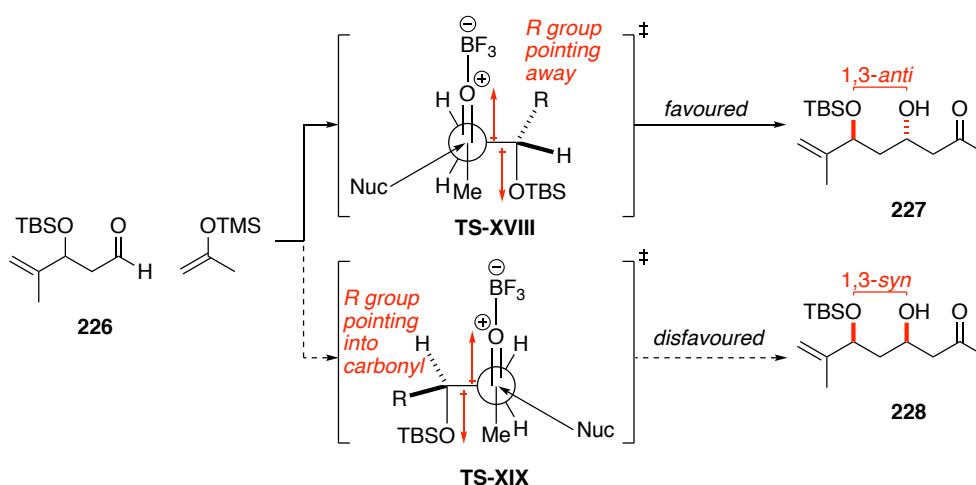 ‡
⊖
BF₃
⊕
O
H
H
R group
pointing
away
R
H
Nuc
Me
OTBS
TS-XVIII
favoured
1,3-anti
TBSO
OH
O
227
TBSO
O
H
226
OTMS
‡
⊖
BF₃
⊕
O
R group
pointing
into
carbonyl
H
H
R
TBSO
Me
H
Nuc
TS-XIX
disfavoured
1,3-syn
TBSO
OH
O
228